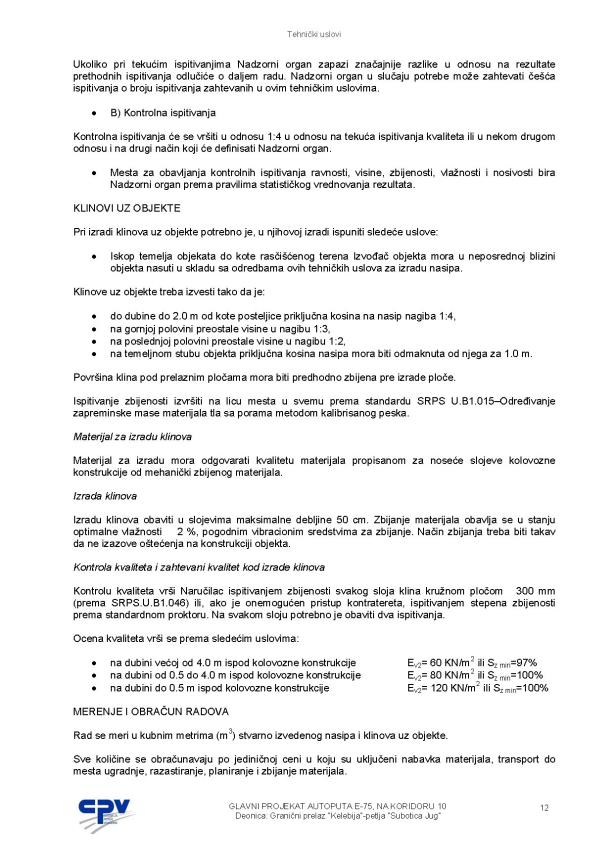 Tehnički uslovi
Ukoliko pri tekućim ispitivanjima Nadzorni organ zapazi značajnije razlike u odnosu na rezultate
prethodnih ispitivanja odlučiće o daljem radu. Nadzorni organ u slučaju potrebe može zahtevati češća
ispitivanja o broju ispitivanja zahtevanih u ovim tehničkim uslovima.
• B) Kontrolna ispitivanja
Kontrolna ispitivanja će se vršiti u odnosu 1:4 u odnosu na tekuća ispitivanja kvaliteta ili u nekom drugom
odnosu i na drugi način koji će definisati Nadzorni organ.
• Mesta za obavljanja kontrolnih ispitivanja ravnosti, visine, zbijenosti, vlažnosti i nosivosti bira
Nadzorni organ prema pravilima statističkog vrednovanja rezultata.
KLINOVI UZ OBJEKTE
Pri izradi klinova uz objekte potrebno je, u njihovoj izradi ispuniti sledeće uslove:
• Iskop temelja objekata do kote rasčišćenog terena Izvođač objekta mora u neposrednoj blizini
objekta nasuti u skladu sa odredbama ovih tehničkih uslova za izradu nasipa.
Klinove uz objekte treba izvesti tako da je:
• do dubine do 2.0 m od kote posteljice priključna kosina na nasip nagiba 1:4,
• na gornjoj polovini preostale visine u nagibu 1:3,
• na poslednjoj polovini preostale visine u nagibu 1:2,
• na temeljnom stubu objekta priključna kosina nasipa mora biti odmaknuta od njega za 1.0 m.
Površina klina pod prelaznim pločama mora biti predhodno zbijena pre izrade ploče.
Ispitivanje zbijenosti izvršiti na licu mesta u svemu prema standardu SRPS U.B1.015–Određivanje
zapreminske mase materijala tla sa porama metodom kalibrisanog peska.
Materijal za izradu klinova
Materijal za izradu mora odgovarati kvalitetu materijala propisanom za noseće slojeve kolovozne
konstrukcije od mehanički zbijenog materijala.
Izrada klinova
Izradu klinova obaviti u slojevima maksimalne debljine 50 cm. Zbijanje materijala obavlja se u stanju
optimalne vlažnosti 2 %, pogodnim vibracionim sredstvima za zbijanje. Način zbijanja treba biti takav
da ne izazove oštećenja na konstrukciji objekta.
Kontrola kvaliteta i zahtevani kvalitet kod izrade klinova
Kontrolu kvaliteta vrši Naručilac ispitivanjem zbijenosti svakog sloja klina kružnom pločom 300 mm
(prema SRPS.U.B1.046) ili, ako je onemogućen pristup kontratereta, ispitivanjem stepena zbijenosti
prema standardnom proktoru. Na svakom sloju potrebno je obaviti dva ispitivanja.
Ocena kvaliteta vrši se prema sledećim uslovima:
• na dubini većoj od 4.0 m ispod kolovozne konstrukcije Ev2= 60 KN/m2 ili Sz min=97%
• na dubini od 0.5 do 4.0 m ispod kolovozne konstrukcije Ev2= 80 KN/m2 ili Sz min=100%
• na dubini do 0.5 m ispod kolovozne konstrukcije Ev2= 120 KN/m2 ili Sz min=100%
MERENJE I OBRAČUN RADOVA
Rad se meri u kubnim metrima (m3) stvarno izvedenog nasipa i klinova uz objekte.
Sve količine se obračunavaju po jediničnoj ceni u koju su uključeni nabavka materijala, transport do
mesta ugradnje, razastiranje, planiranje i zbijanje materijala.
CPV
GLAVNI PROJEKAT AUTOPUTA E-75, NA KORIDORU 10 12
Deonica: Granični prelaz "Kelebija"-petlja "Subotica Jug"